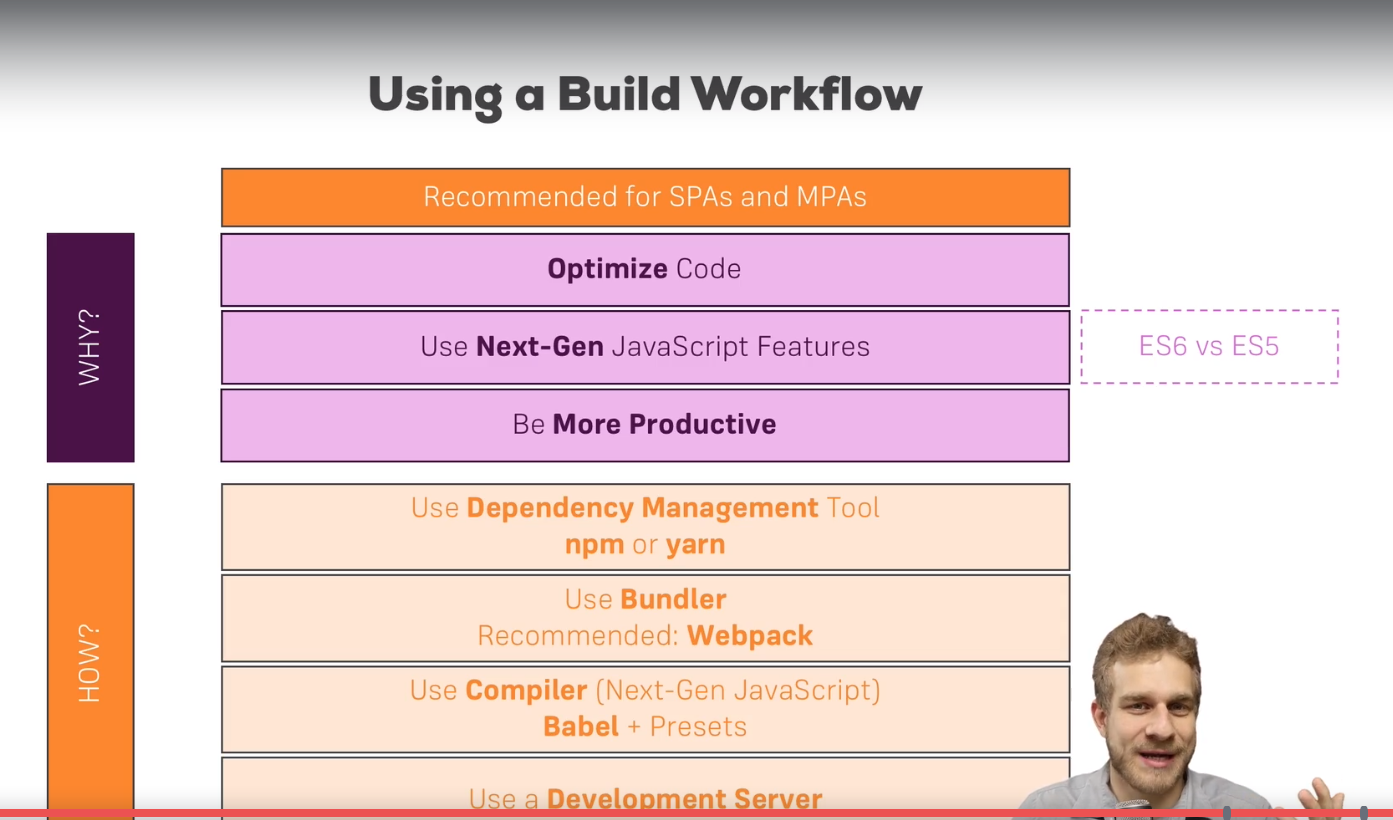 Using a Build Workflow
Recommended for SPAs and MPAs
WHY?
Optimize Code
Use Next-Gen JavaScript Features
ES6 vs ES5
Be More Productive
HOW?
Use Dependency Management Tool
npm or yarn
Use Bundler
Recommended: Webpack
Use Compiler (Next-Gen JavaScript)
Babel + Presets
Use a Development Server